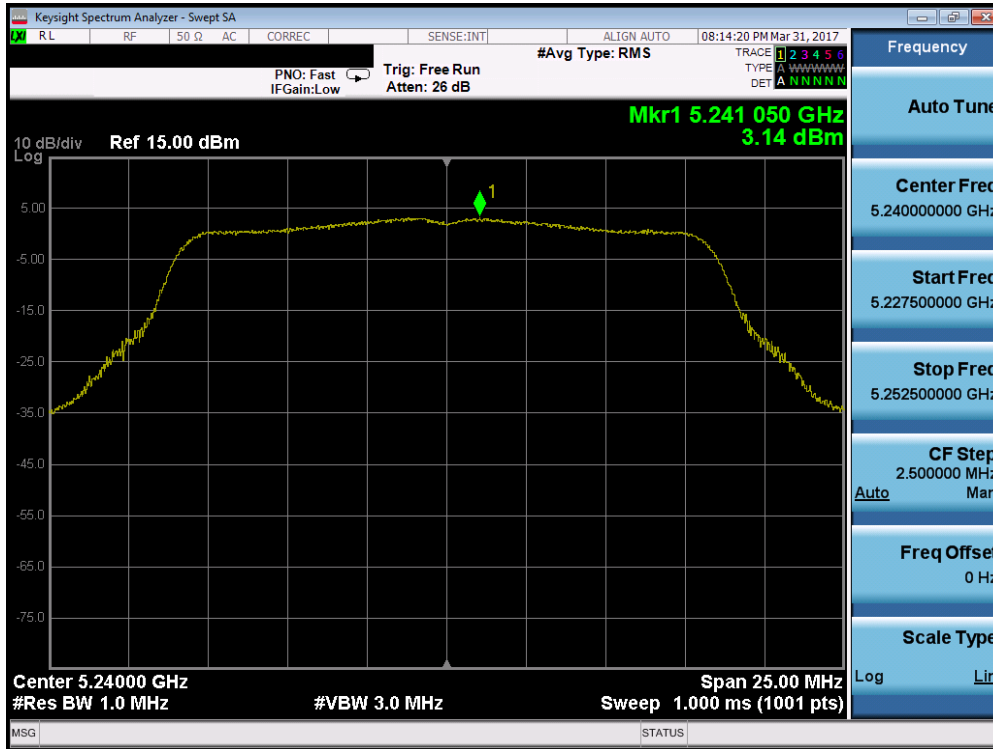 Keysight Spectrum Analyzer - Swept SA
LXI RL RF 50 Ω AC CORREC SENSE:INT ALIGN AUTO 08:14:20 PM Mar 31, 2017
#Avg Type: RMS
TRACE 1 2 3 4 5 6
TYPE A WWWWW
DET A N N N N N
PNO: Fast
IFGain:Low
Trig: Free Run
Atten: 26 dB
Mkr1 5.241 050 GHz
3.14 dBm
10 dB/div Ref 15.00 dBm
Log
1
5.00
-5.00
-15.0
-25.0
-35.0
-45.0
-55.0
-65.0
-75.0
Center 5.24000 GHz Span 25.00 MHz
#Res BW 1.0 MHz #VBW 3.0 MHz Sweep 1.000 ms (1001 pts)
MSG STATUS
Frequency
Auto Tune
Center Freq
5.240000000 GHz
Start Freq
5.227500000 GHz
Stop Freq
5.252500000 GHz
CF Step
2.500000 MHz
Auto Man
Freq Offset
0 Hz
Scale Type
Log Lin